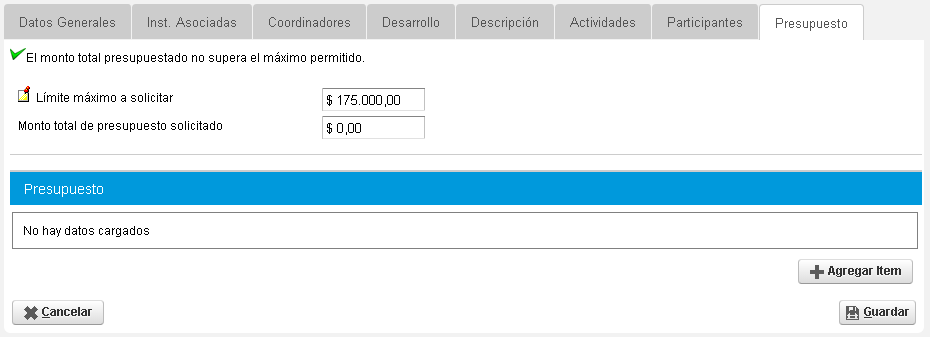 Datos Generales
Inst. Asociadas
Coordinadores
Desarrollo
Descripción
Actividades
Participantes
Presupuesto
El monto total presupuestado no supera el máximo permitido.
Límite máximo a solicitar
$ 175.000,00
Monto total de presupuesto solicitado
$ 0,00
Presupuesto
No hay datos cargados
Agregar Item
Cancelar
Guardar